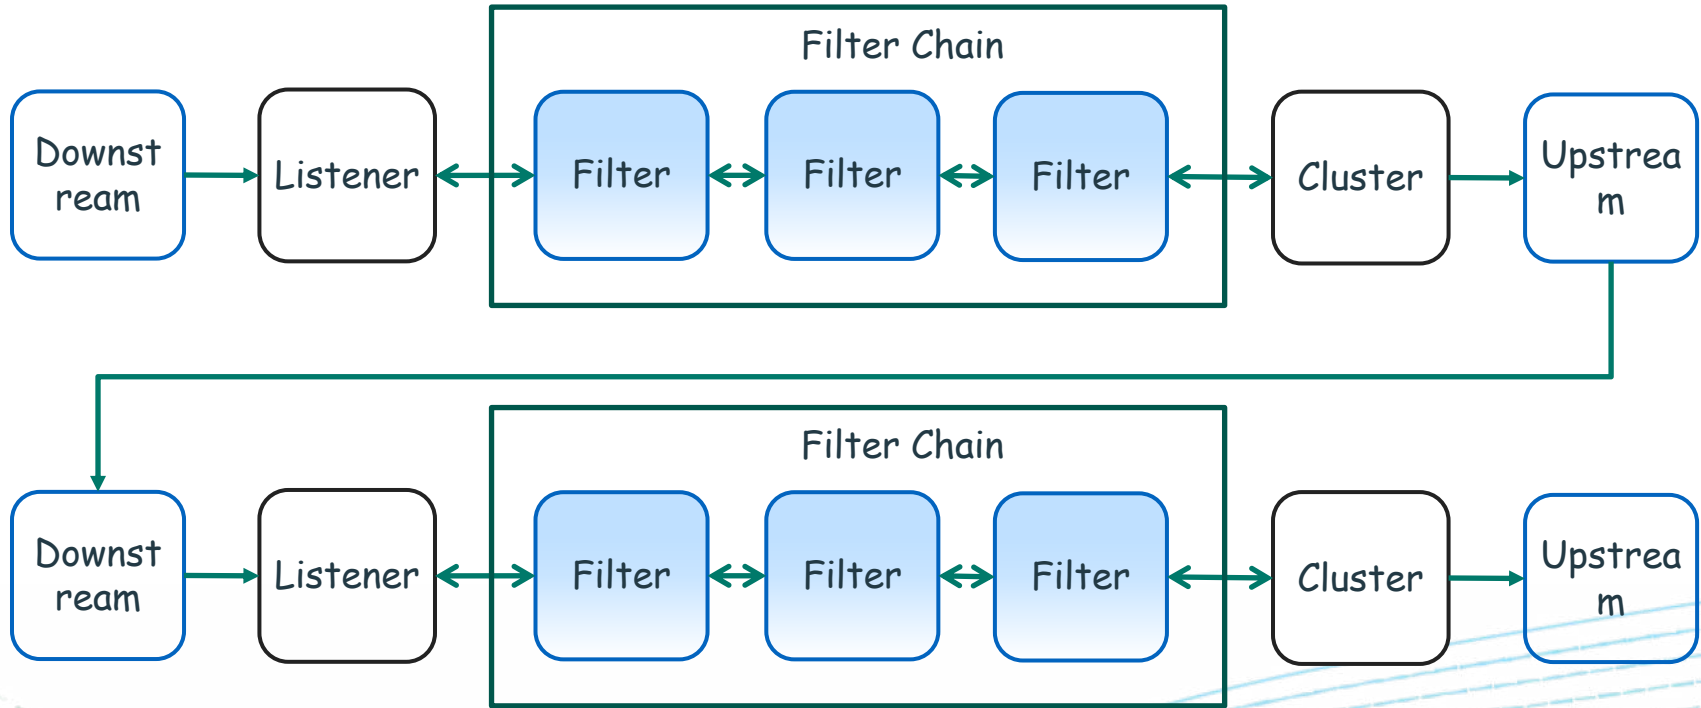 Filter Chain
Downst
ream
Listener
Filter
Filter
Filter
Cluster
Upstrea
m
Filter Chain
Downst
ream
Listener
Filter
Filter
Filter
Cluster
Upstrea
m